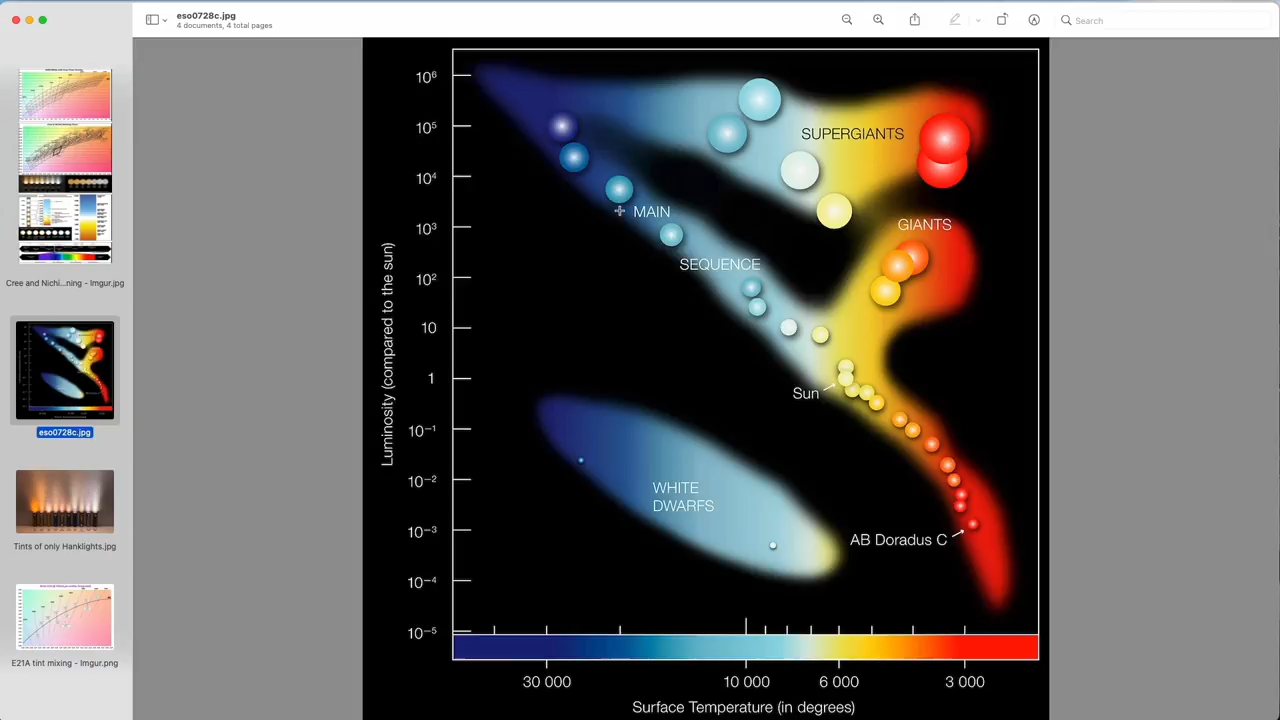 eso0728c.jpg
4 documents, 4 total pages
Search
Cree and Nichi...ning - Imgur.jpg
eso0728c.jpg
Tints of only Hanklights.jpg
E21A tint mixing - Imgur.png
Luminosity (compared to the sun)
10⁶
10⁵
10⁴
10³
10²
10
1
10⁻¹
10⁻²
10⁻³
10⁻⁴
10⁻⁵
SUPERGIANTS
MAIN
GIANTS
SEQUENCE
Sun
WHITE
DWARFS
AB Doradus C
30 000
10 000
6 000
3 000
Surface Temperature (in degrees)